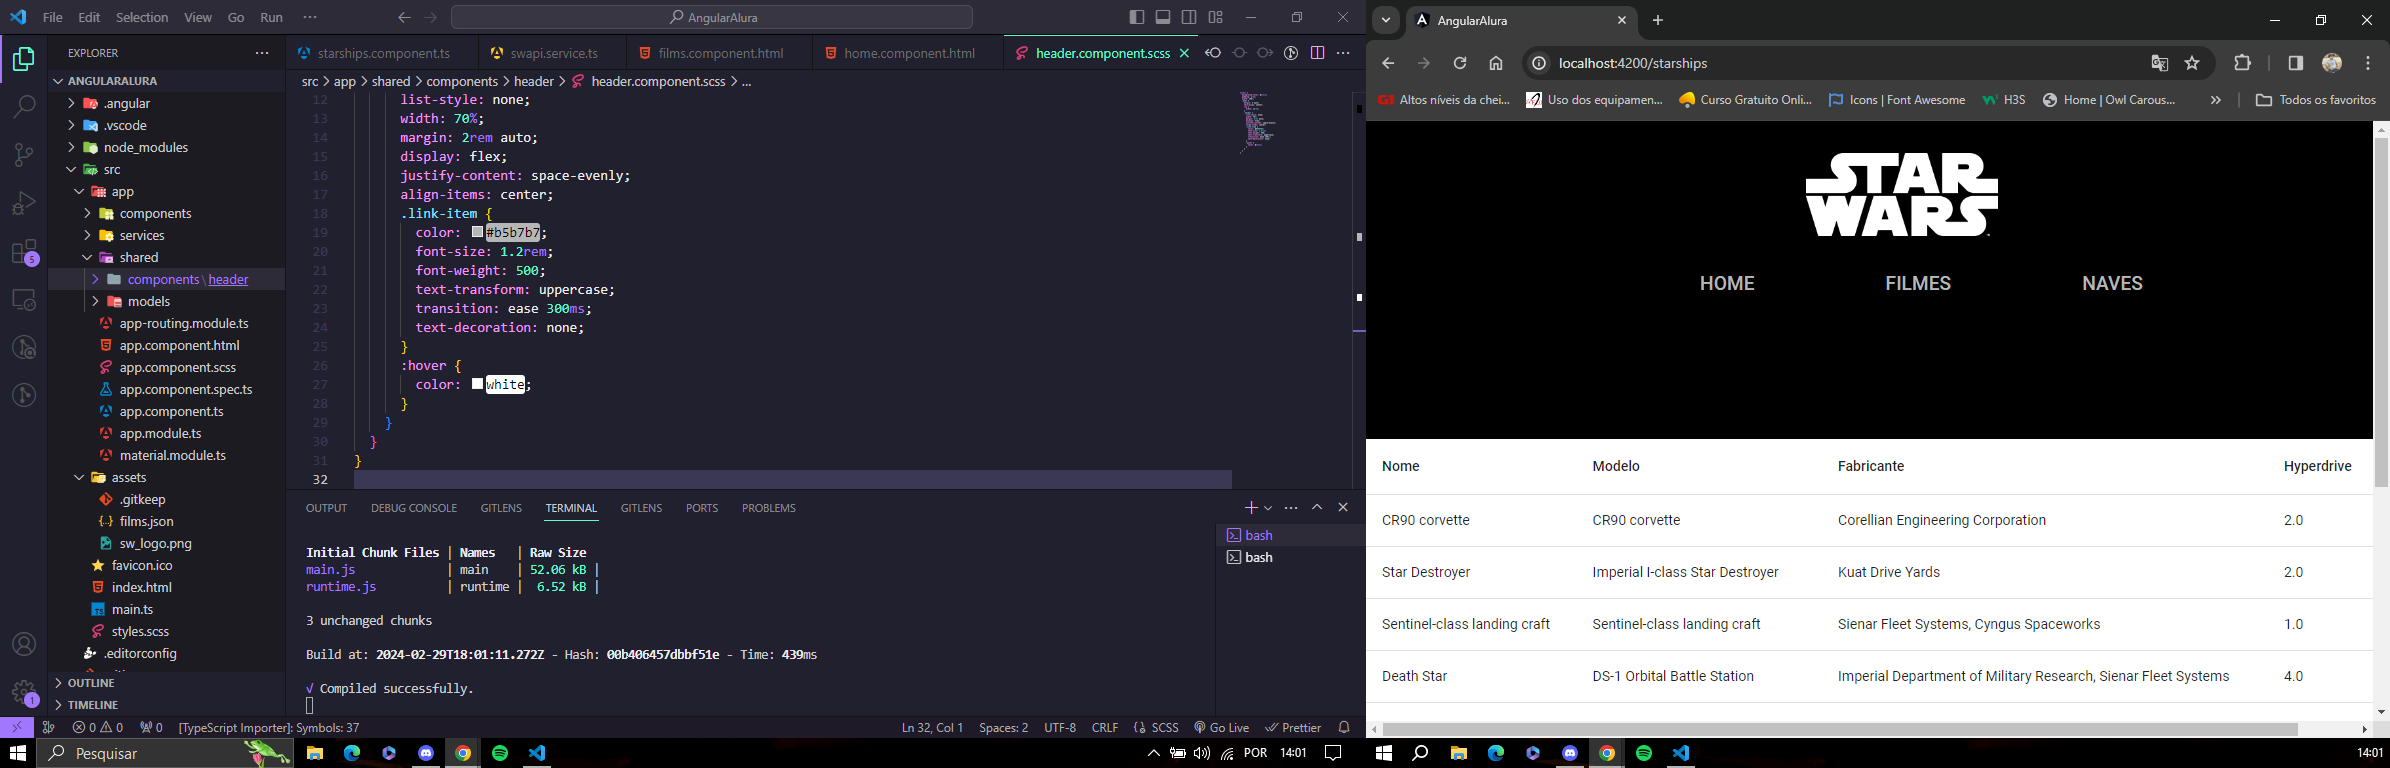 File Edit Selection View Go Run ··· AngularAlura
EXPLORER
ANGULARALURA
.angular
.vscode
node_modules
src
app
components
services
shared
components\header
models
app-routing.module.ts
app.component.html
app.component.scss
app.component.spec.ts
app.component.ts
app.module.ts
material.module.ts
assets
.gitkeep
films.json
sw_logo.png
favicon.ico
index.html
main.ts
styles.scss
.editorconfig
OUTLINE
TIMELINE
5
1
starships.component.ts swapi.service.ts films.component.html home.component.html header.component.scss
src > app > shared > components > header > header.component.scss > ...
12 list-style: none;
13 width: 70%;
14 margin: 2rem auto;
15 display: flex;
16 justify-content: space-evenly;
17 align-items: center;
18 .link-item {
19 color: #b5b7b7;
20 font-size: 1.2rem;
21 font-weight: 500;
22 text-transform: uppercase;
23 transition: ease 300ms;
24 text-decoration: none;
25 }
26 :hover {
27 color: white;
28 }
29 }
30 }
31 }
32
OUTPUT DEBUG CONSOLE GITLENS TERMINAL GITLENS PORTS PROBLEMS
Initial Chunk Files | Names | Raw Size
main.js | main | 52.06 kB |
runtime.js | runtime | 6.52 kB |
3 unchanged chunks
Build at: 2024-02-29T18:01:11.272Z - Hash: 00b406457dbbf51e - Time: 439ms
√ Compiled successfully.
bash
bash
0 0 0 [TypeScript Importer]: Symbols: 37 Ln 32, Col 1 Spaces: 2 UTF-8 CRLF {} SCSS Go Live Prettier
Pesquisar POR 14:01
AngularAlura
localhost:4200/starships
G1 Altos níveis da chei... Uso dos equipamen... Curso Gratuito Onli... Icons | Font Awesome H3S Home | Owl Carous... » Todos os favoritos
STAR
WARS
HOME FILMES NAVES
Nome Modelo Fabricante Hyperdrive
CR90 corvette CR90 corvette Corellian Engineering Corporation 2.0
Star Destroyer Imperial I-class Star Destroyer Kuat Drive Yards 2.0
Sentinel-class landing craft Sentinel-class landing craft Sienar Fleet Systems, Cyngus Spaceworks 1.0
Death Star DS-1 Orbital Battle Station Imperial Department of Military Research, Sienar Fleet Systems 4.0
14:01